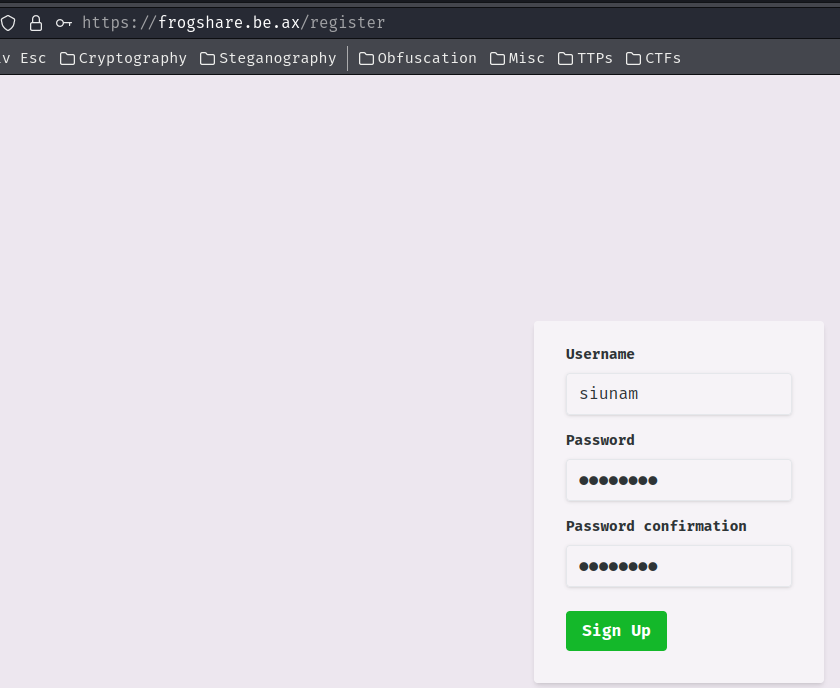 https://frogshare.be.ax/register
v Esc Cryptography Steganography Obfuscation Misc TTPs CTFs
Username
siunam
Password
●●●●●●●●
Password confirmation
●●●●●●●●
Sign Up